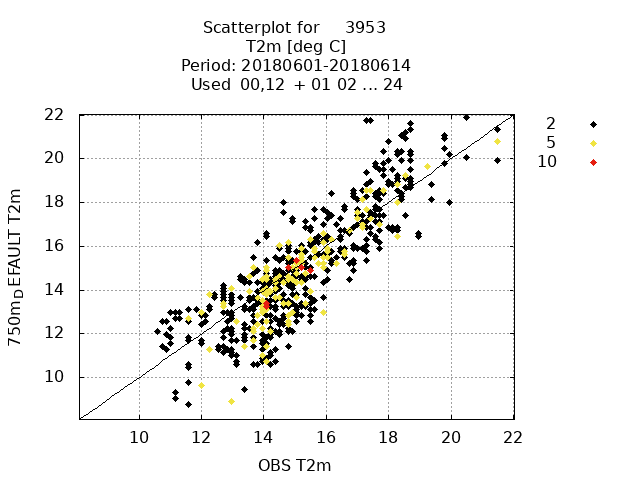 Scatterplot for 3953
T2m [deg C]
Period: 20180601-20180614
Used 00,12 + 01 02 ... 24
22
20
18
16
14
12
10
750mDEFAULT T2m
10 12 14 16 18 20 22
OBS T2m
2
5
10